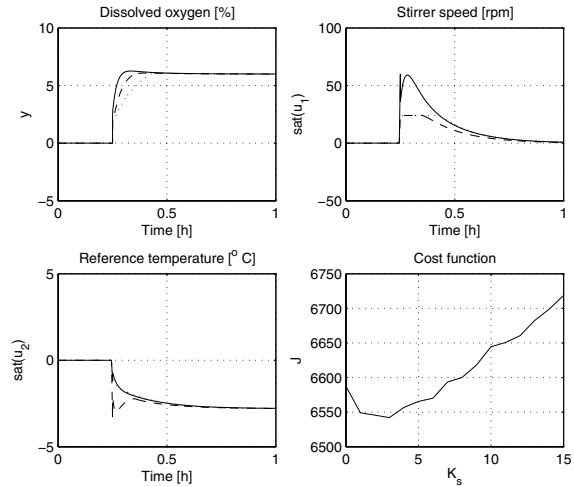 Dissolved oxygen [%]
10
5
y
0
−5
0
0.5
1
Time [h]
Stirrer speed [rpm]
100
50
sat(u1)
0
−50
0
0.5
1
Time [h]
Reference temperature [o C]
5
sat(u2)
0
−5
0
0.5
1
Time [h]
Cost function
6750
6700
6650
J
6600
6550
6500
0
5
10
15
Ks